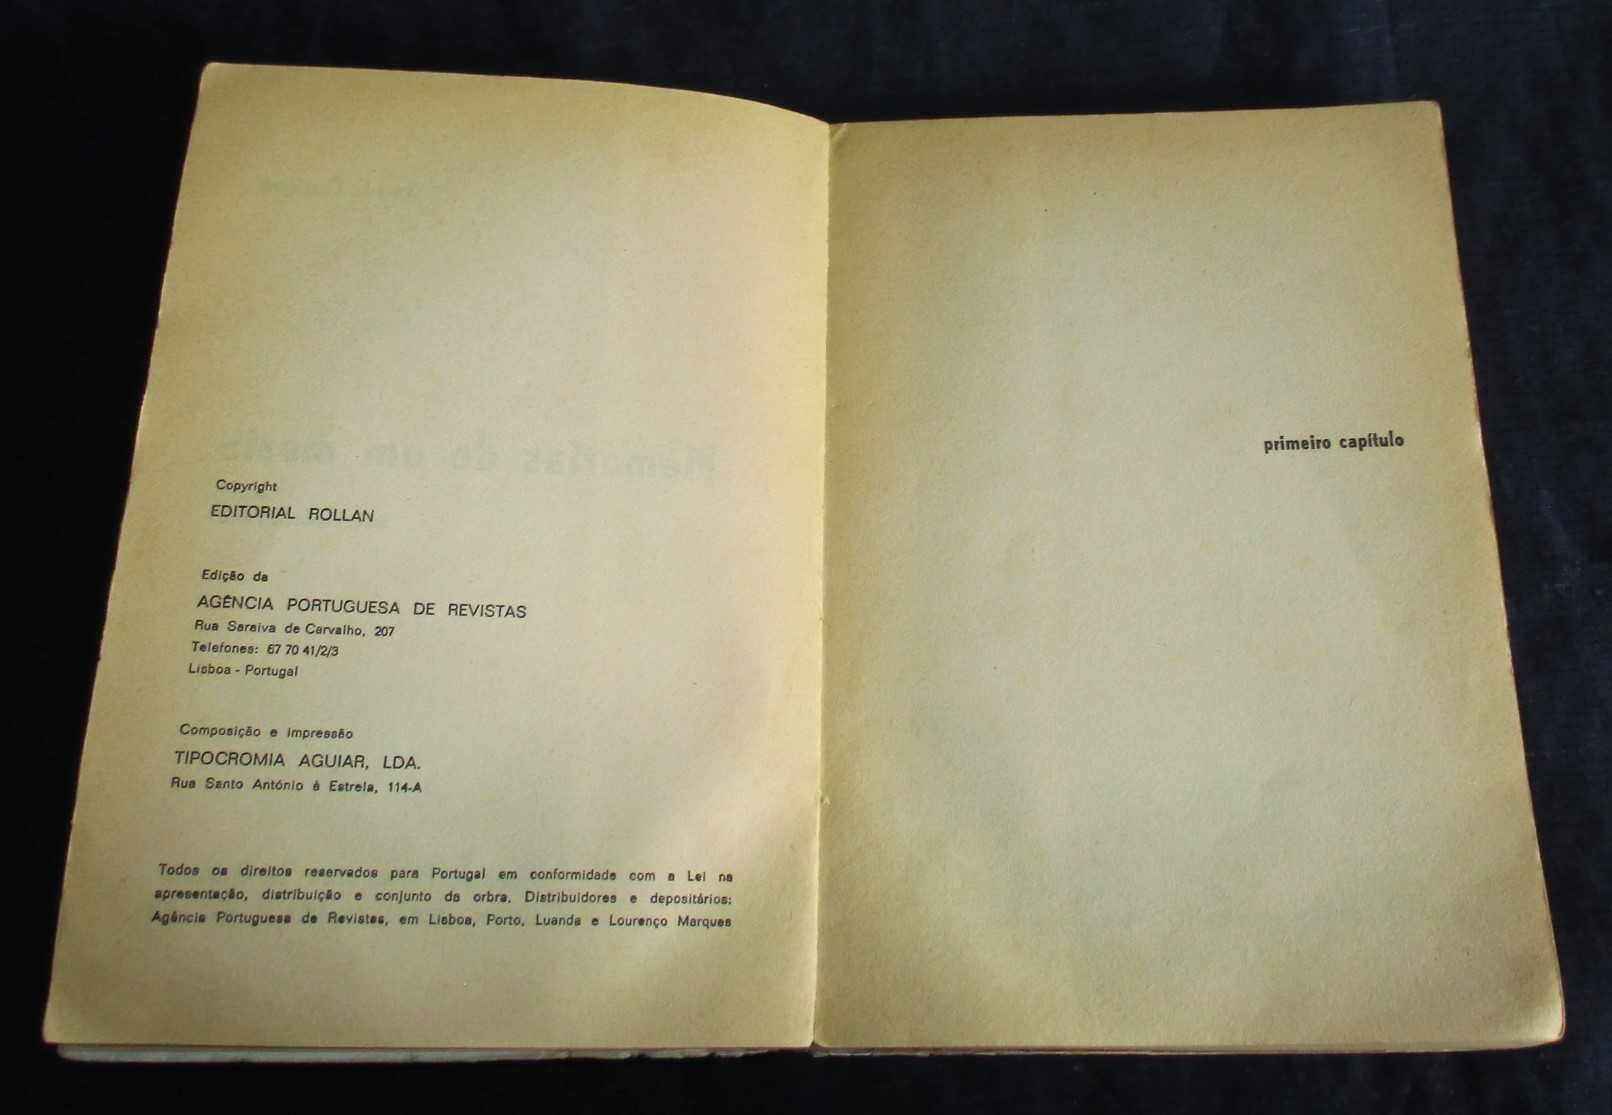 Copyright
EDITORIAL ROLLAN
Edição da
AGÊNCIA PORTUGUESA DE REVISTAS
Rua Saraiva de Carvalho, 207
Telefones: 67 70 41/2/3
Lisboa - Portugal
Composição e impressão
TIPOCROMIA AGUIAR, LDA.
Rua Santo António à Estrela, 114-A
Todos os direitos reservados para Portugal em conformidade com a Lei na
apresentação, distribuição e conjunto da orbra. Distribuidores e depositários:
Agência Portuguesa de Revistas, em Lisboa, Porto, Luanda e Lourenço Marques
primeiro capítulo